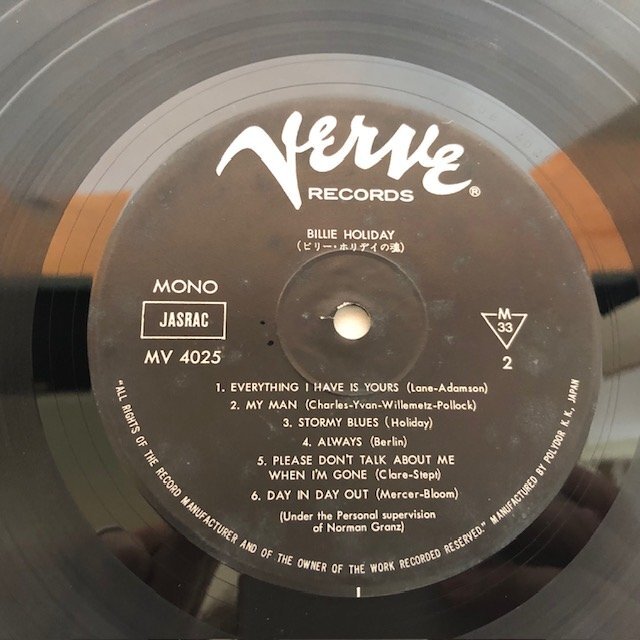 Verve
RECORDS ®
BILLIE HOLIDAY
(ビリー・ホリデイの魂)
MONO
JASRAC
MV 4025
M
33
2
1. EVERYTHING I HAVE IS YOURS (Lane-Adamson)
2. MY MAN (Charles-Yvan-Willemetz-Pollock)
3. STORMY BLUES (Holiday)
4. ALWAYS (Berlin)
5. PLEASE DON'T TALK ABOUT ME
WHEN I'M GONE (Clare-Stept)
6. DAY IN DAY OUT (Mercer-Bloom)
(Under the Personal supervision
of Norman Granz)
"ALL RIGHTS OF THE RECORD MANUFACTURER AND OF THE OWNER OF THE WORK RECORDED RESERVED." MANUFACTURED BY POLYDOR K. K., JAPAN